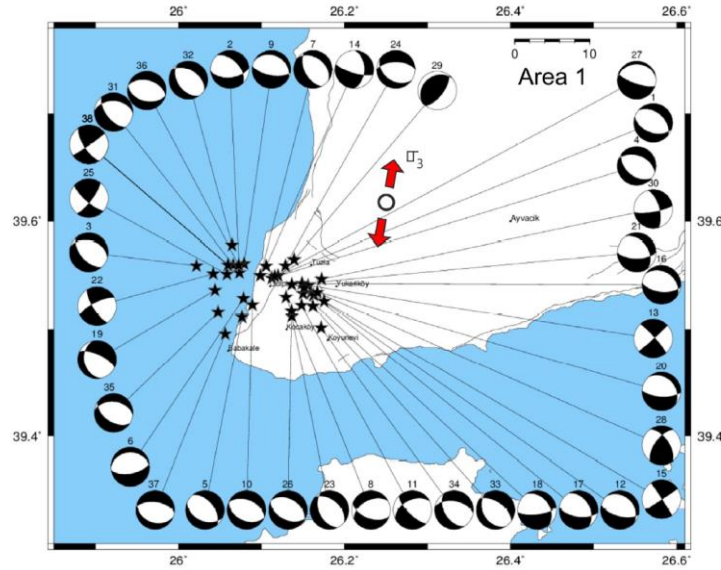 26° 26.2° 26.4° 26.6°
0 10
Area 1
36 32 2 9 7 14 24 29 27
31 1
38 4
25 30
3 21
22 16
19 13
35 20
6 28
37 5 10 26 23 8 11 34 33 18 17 12 15
σ3
39.6° 39.6°
Ayvacık
Tuzla
Yukarıköy
Kocaköy
Koyunevi
Babakale
39.4° 39.4°
26° 26.2° 26.4° 26.6°